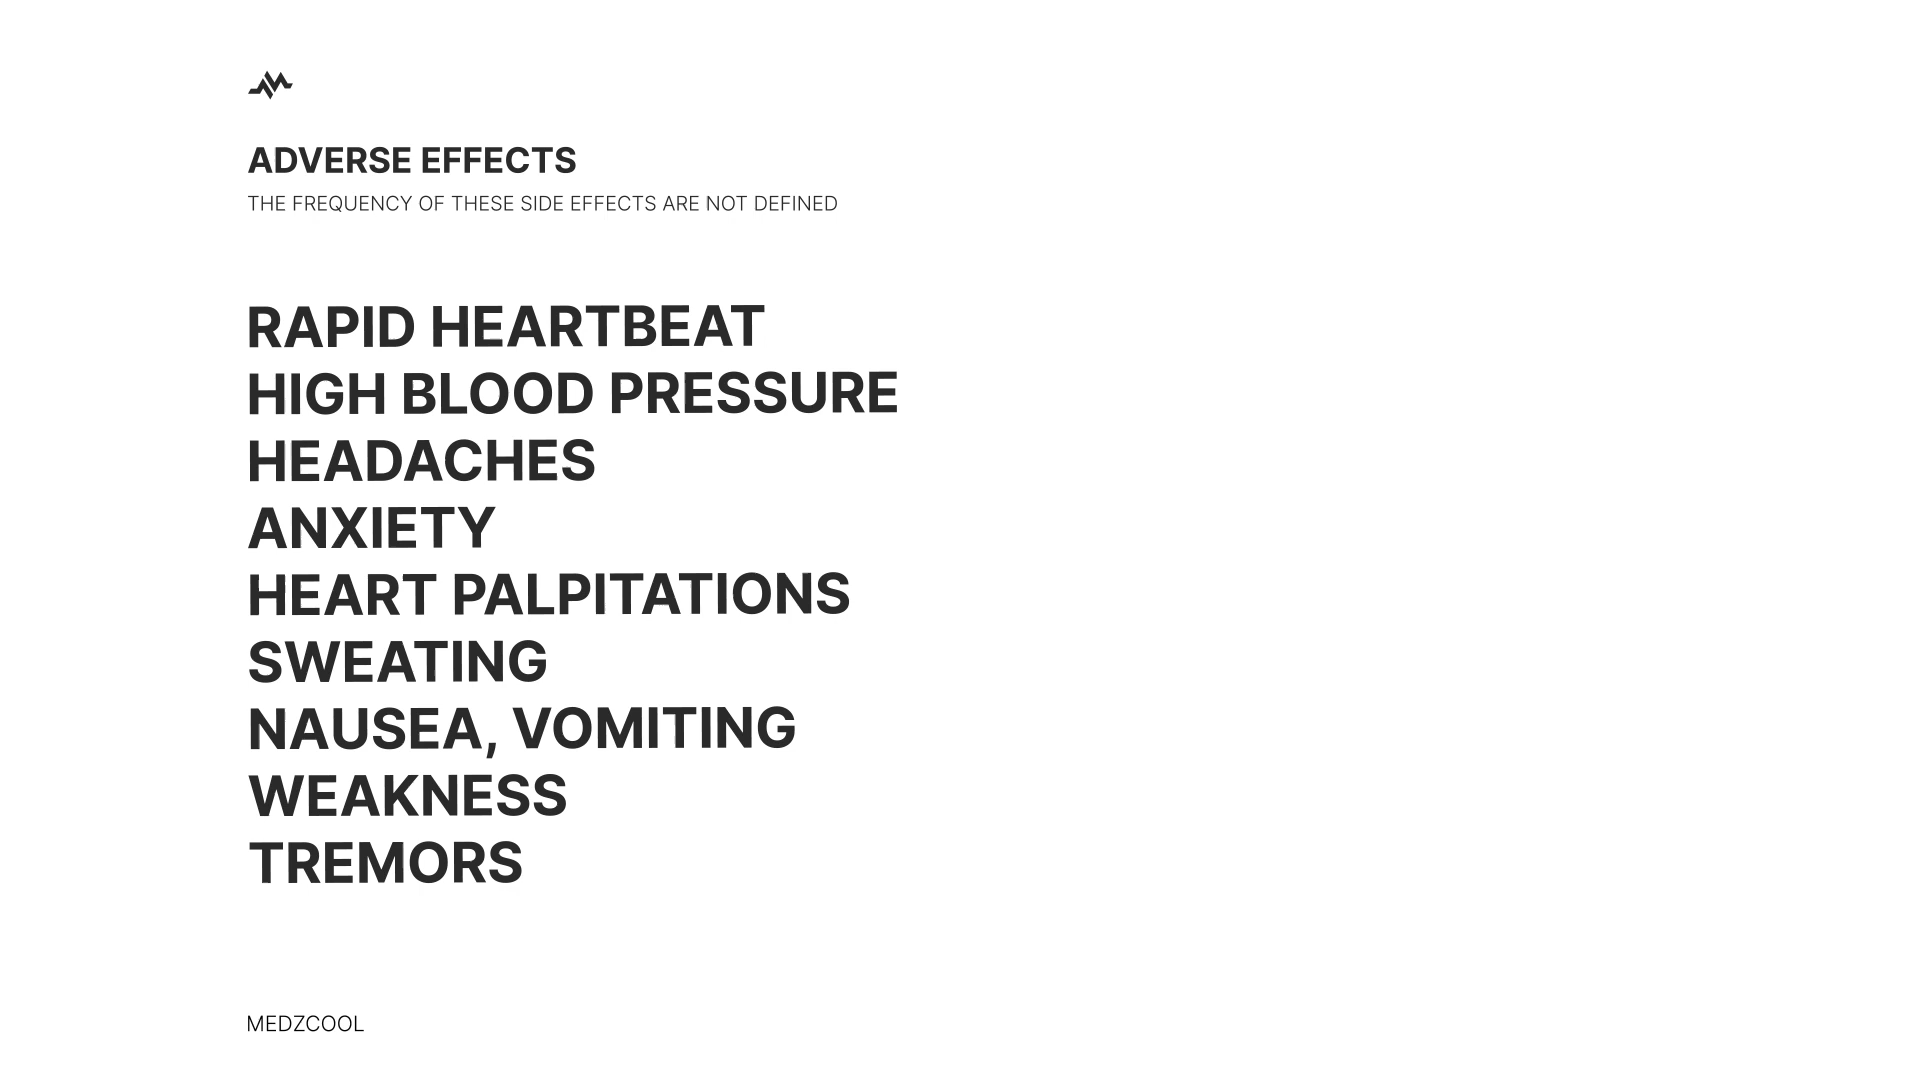 ADVERSE EFFECTS
THE FREQUENCY OF THESE SIDE EFFECTS ARE NOT DEFINED
RAPID HEARTBEAT
HIGH BLOOD PRESSURE
HEADACHES
ANXIETY
HEART PALPITATIONS
SWEATING
NAUSEA, VOMITING
WEAKNESS
TREMORS
MEDZCOOL